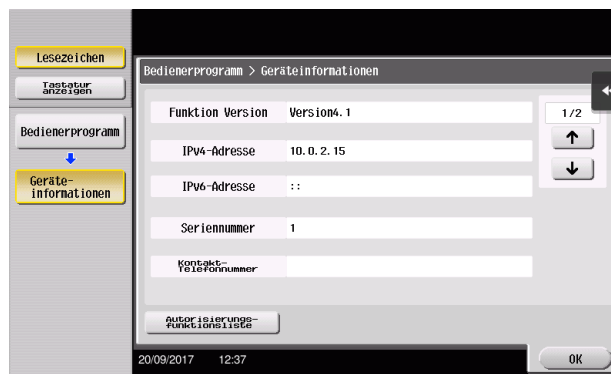 Lesezeichen
Tastatur
anzeigen
Bedienerprogramm
Geräte-
informationen
Bedienerprogramm > Geräteinformationen
Funktion Version Version4.1
1/2
IPv4-Adresse 10.0.2.15
IPv6-Adresse ::
Seriennummer 1
Kontakt-
Telefonnummer
Autorisierungs-
funktionsliste
20/09/2017 12:37
OK